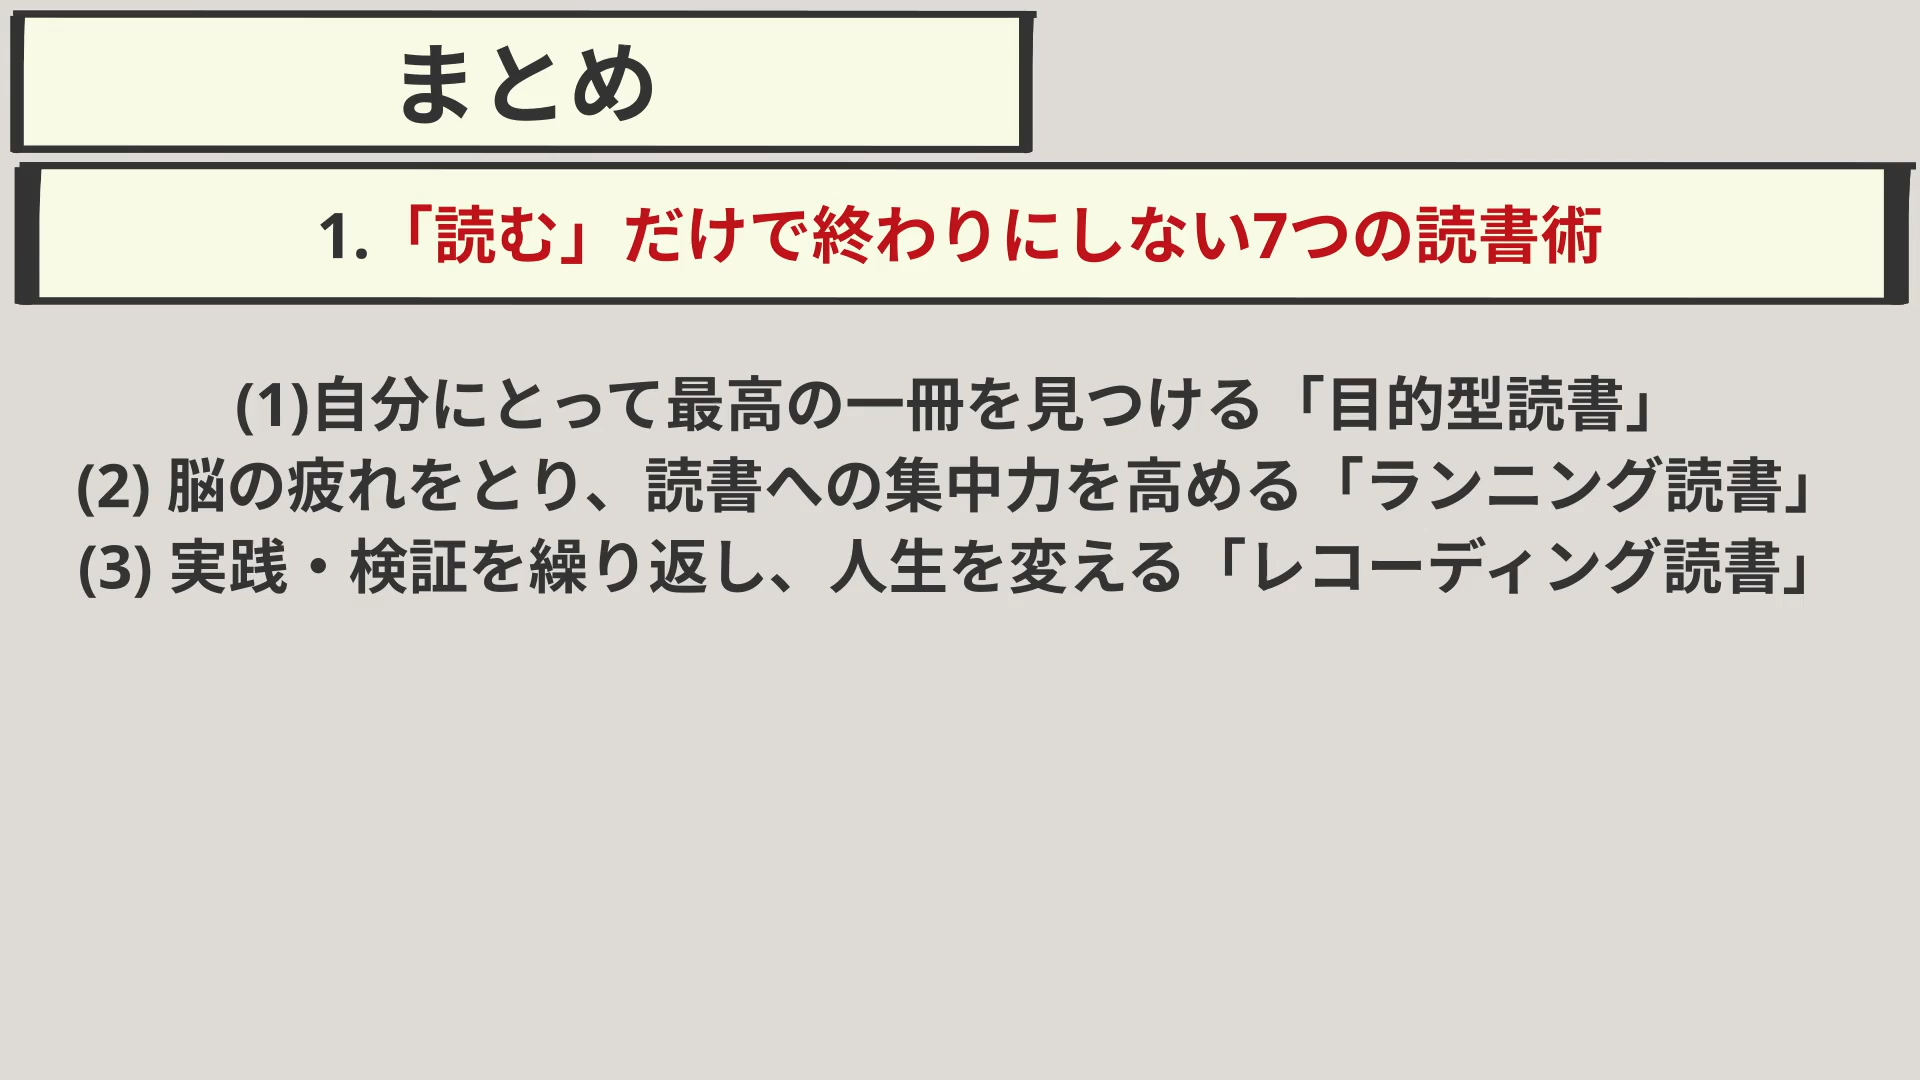 まとめ
1.「読む」だけで終わりにしない7つの読書術
(1)自分にとって最高の一冊を見つける「目的型読書」
(2) 脳の疲れをとり、読書への集中力を高める「ランニング読書」
(3) 実践・検証を繰り返し、人生を変える「レコーディング読書」